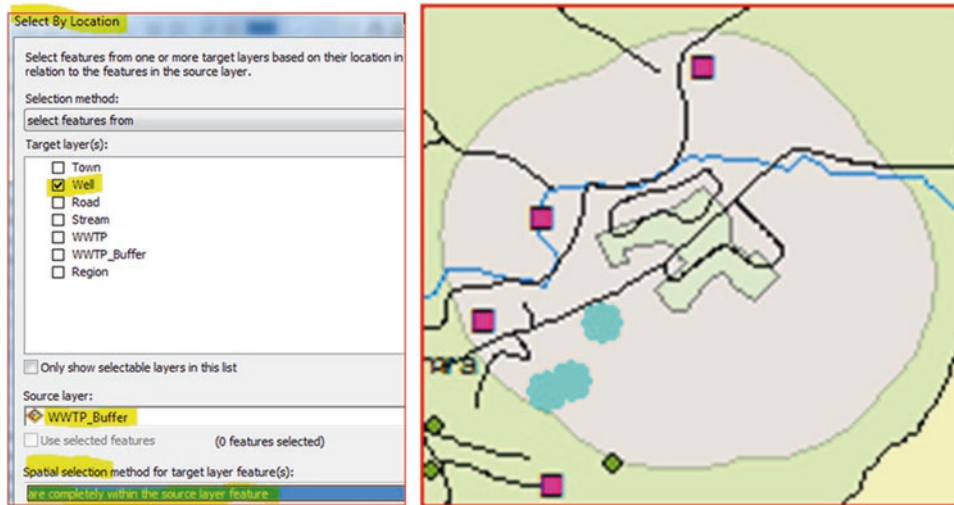 Select By Location
Select features from one or more target layers based on their location in
relation to the features in the source layer.
Selection method:
select features from
Target layer(s):
Town
Well
Road
Stream
WWTP
WWTP_Buffer
Region
Only show selectable layers in this list
Source layer:
WWTP_Buffer
Use selected features (0 features selected)
Spatial selection method for target layer feature(s):
are completely within the source layer feature